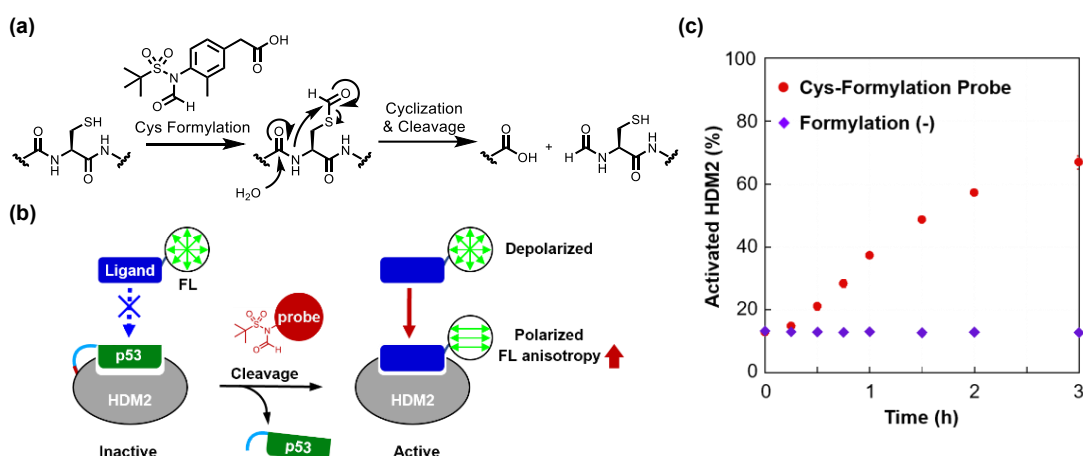 (a)
OH
O
O O
S
N
O H
SH
O
N
H
O
H
N
Cys Formylation
H O
S
O
N
H
O
H
N
H₂O
Cyclization
& Cleavage
O
OH
+
O
H N
H
SH
O
H
N
(b)
Ligand
FL
p53
HDM2
Inactive
O O
S
N
O H
probe
Cleavage
p53
Depolarized
Polarized
FL anisotropy
HDM2
Active
(c)
Activated HDM2 (%)
100
80
60
40
20
0
Cys-Formylation Probe
Formylation (-)
0 1 2 3
Time (h)